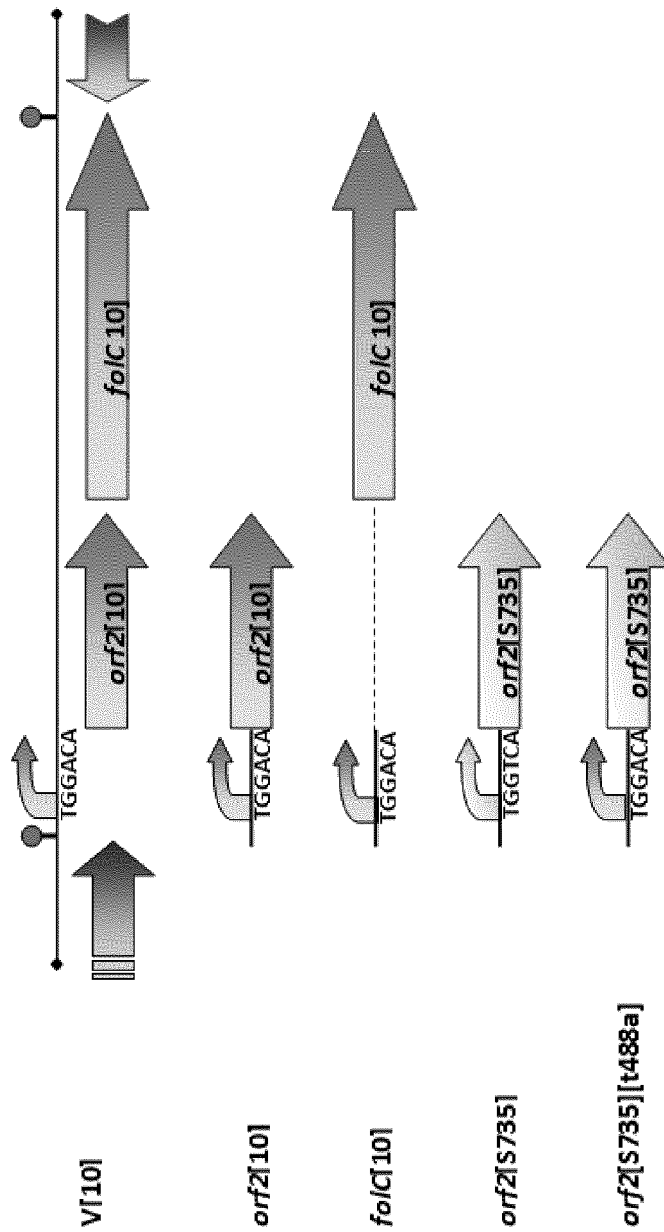 V[10]
TGGACA
orf2[10]
folC 10]
orf2[10]
TGGACA
orf2[10]
folC[10]
TGGACA
folC 10]
orf2[S735]
TGGTCA
orf2[S735]
orf2[S735][t488a]
TGGACA
orf2[S735]